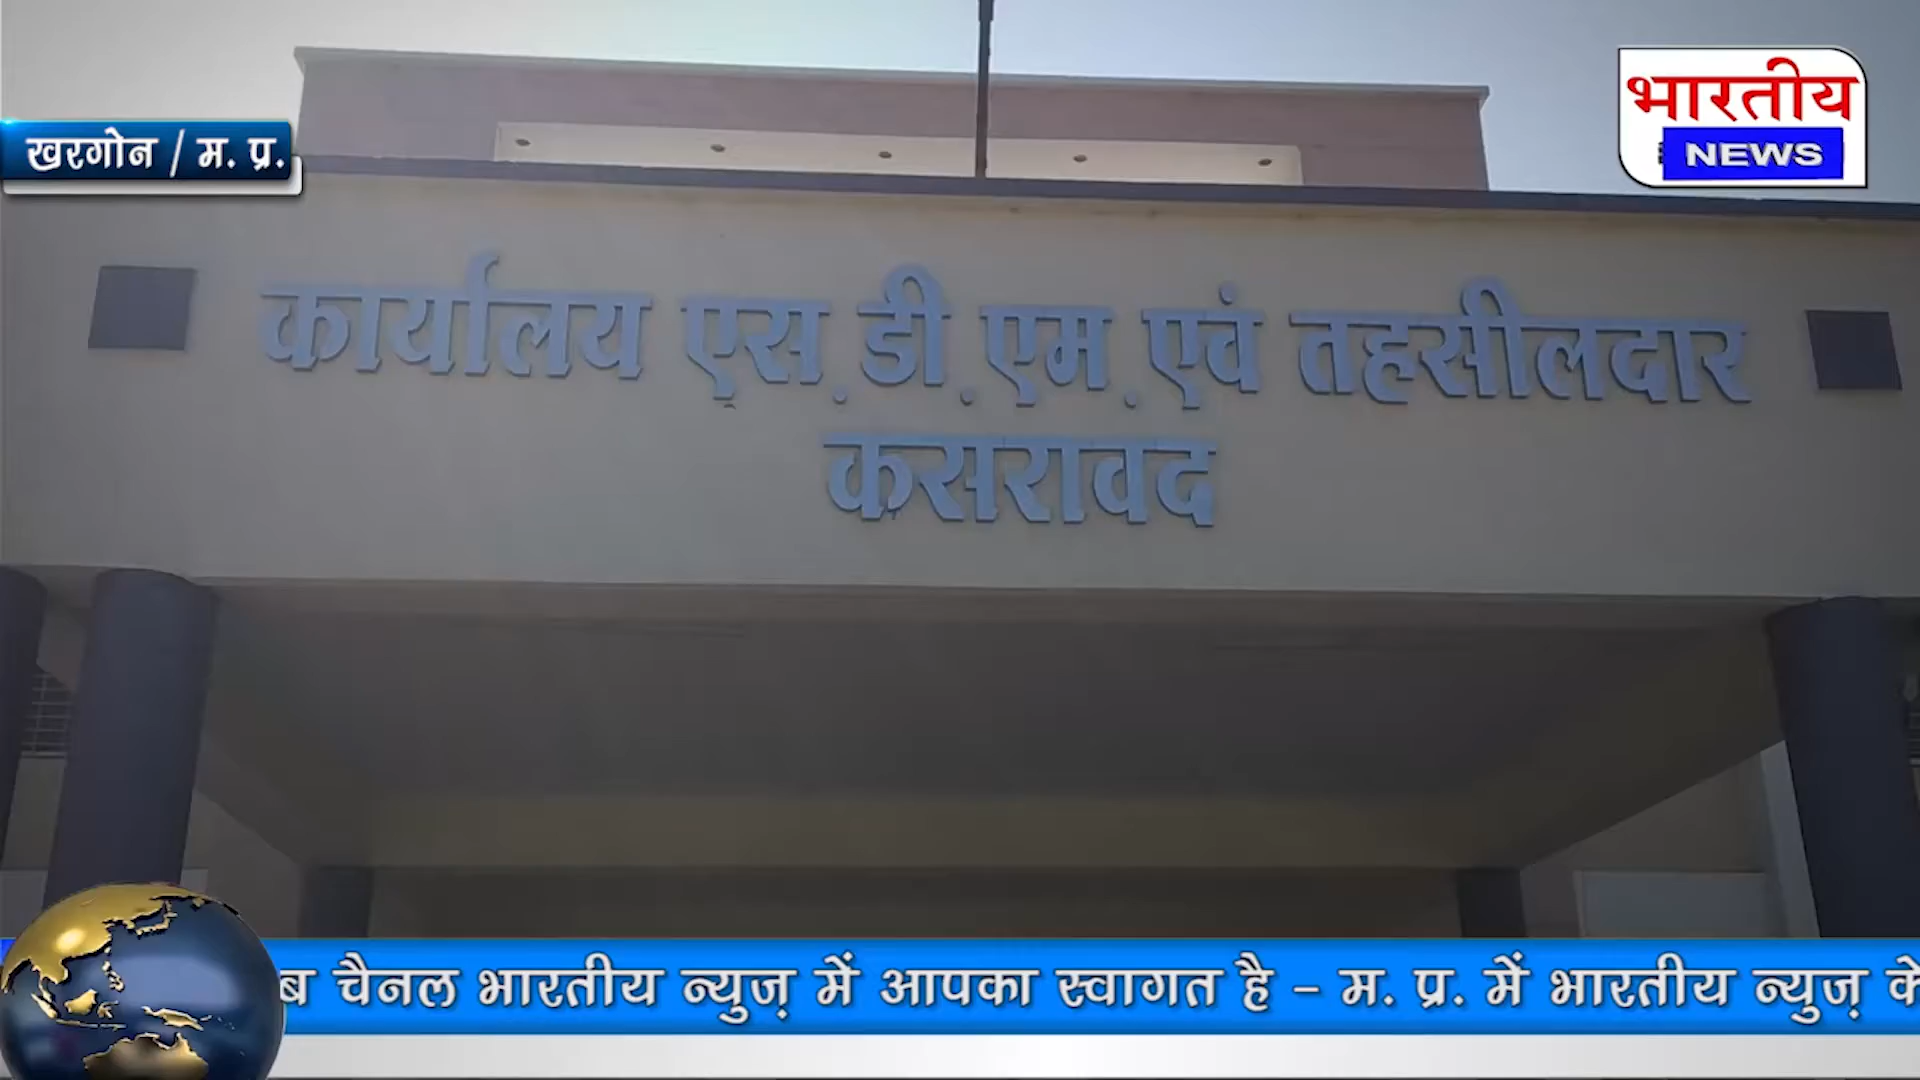 भारतीय
NEWS
खरगोन / म. प्र.
कार्यालय एस.डी.एम.एवं तहसीलदार
कसरावद
ब चैनल भारतीय न्युज़ में आपका स्वागत है – म. प्र. में भारतीय न्युज़ के